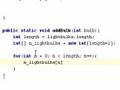 public static void addBulb(int bulb){
int length = lightbulbs.length;
int[] n_lightbulbs = new int[length+1];
for(int n = 0; n < length; n++){
n_lightbulbs[n]
}